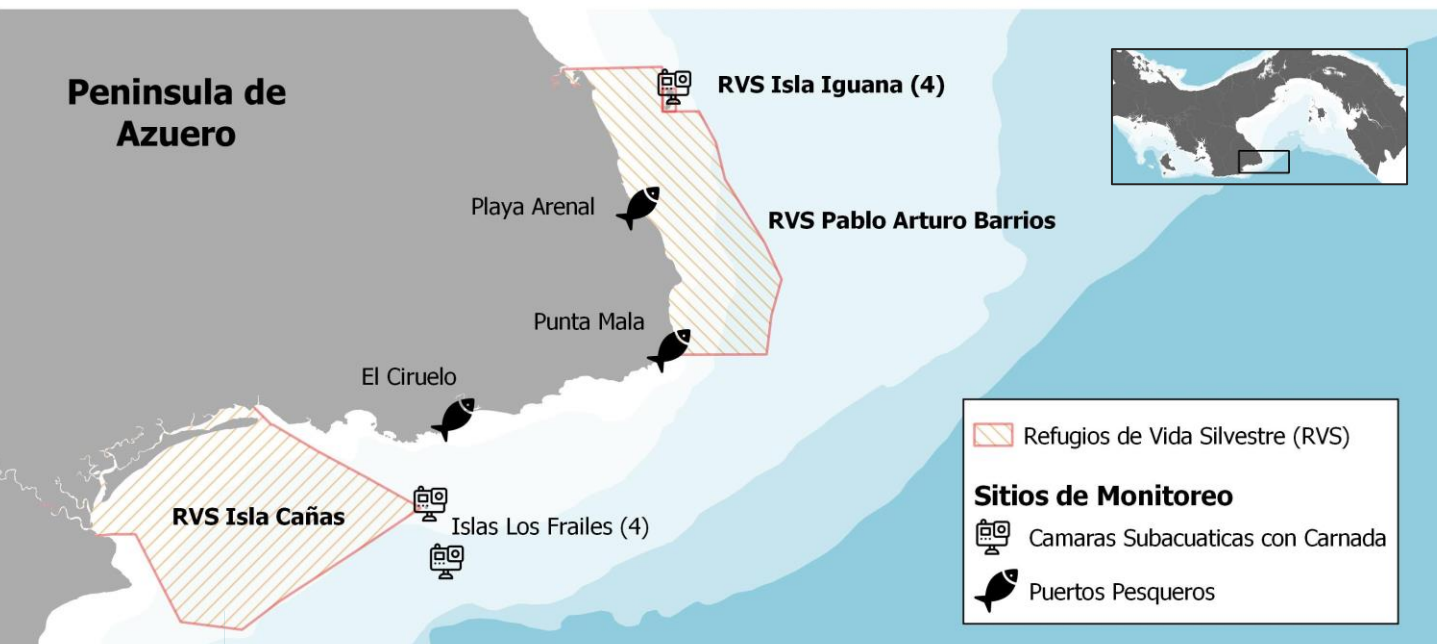 Peninsula de
Azuero
RVS Isla Iguana (4)
Playa Arenal
RVS Pablo Arturo Barrios
Punta Mala
El Ciruelo
RVS Isla Cañas
Islas Los Frailes (4)
Refugios de Vida Silvestre (RVS)
Sitios de Monitoreo
Camaras Subacuaticas con Carnada
Puertos Pesqueros